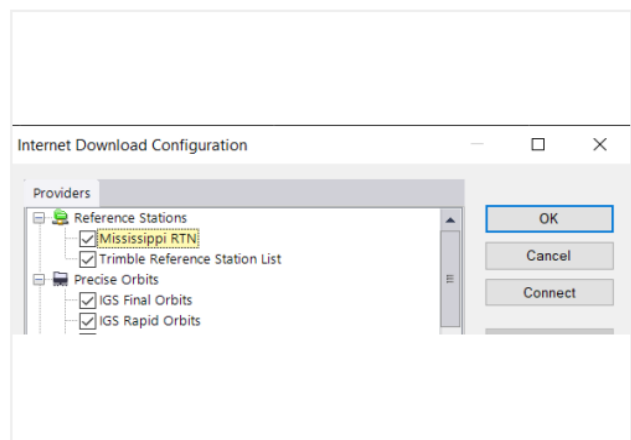 Internet Download Configuration
Providers
Reference Stations
Mississippi RTN
Trimble Reference Station List
Precise Orbits
IGS Final Orbits
IGS Rapid Orbits
OK
Cancel
Connect